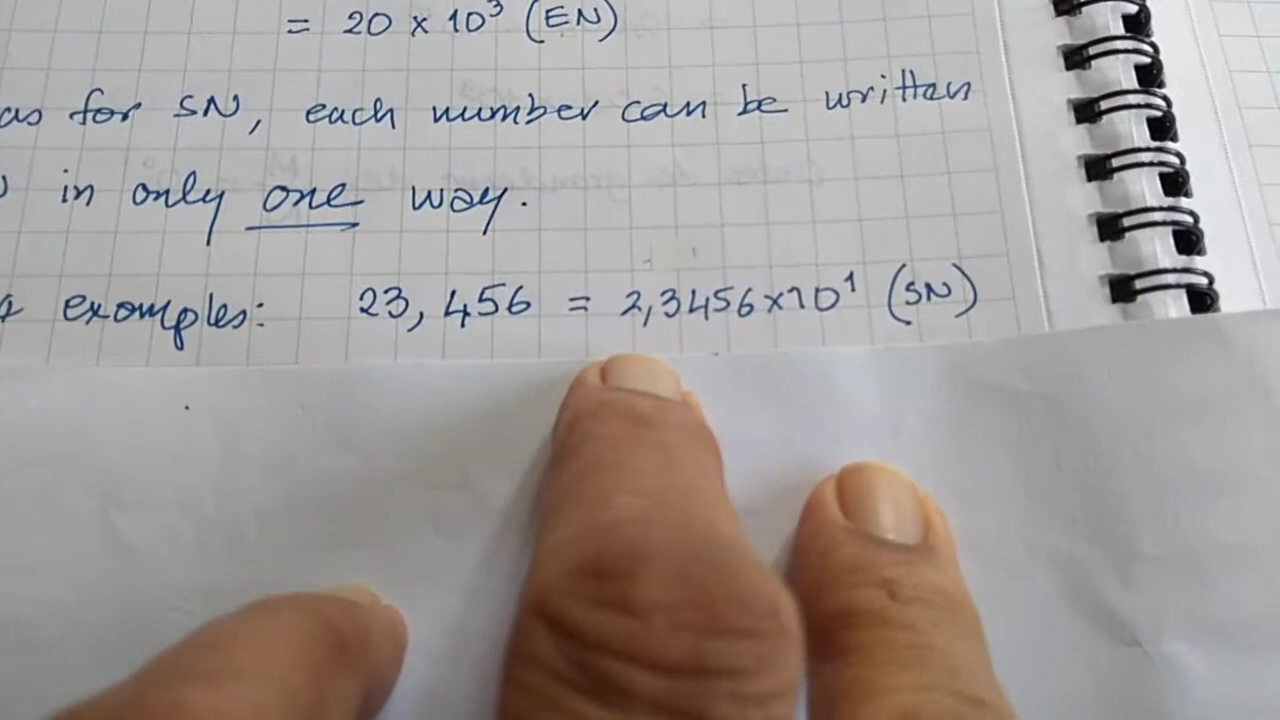 = 20 × 10³ (EN)
as for SN, each number can be written
in only one way.
examples: 23,456 = 2,3456×10¹ (SN)